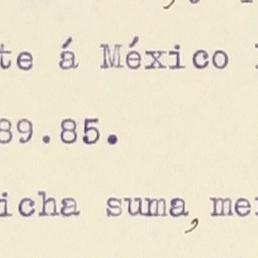 te á México
89.85.
icha suma, me